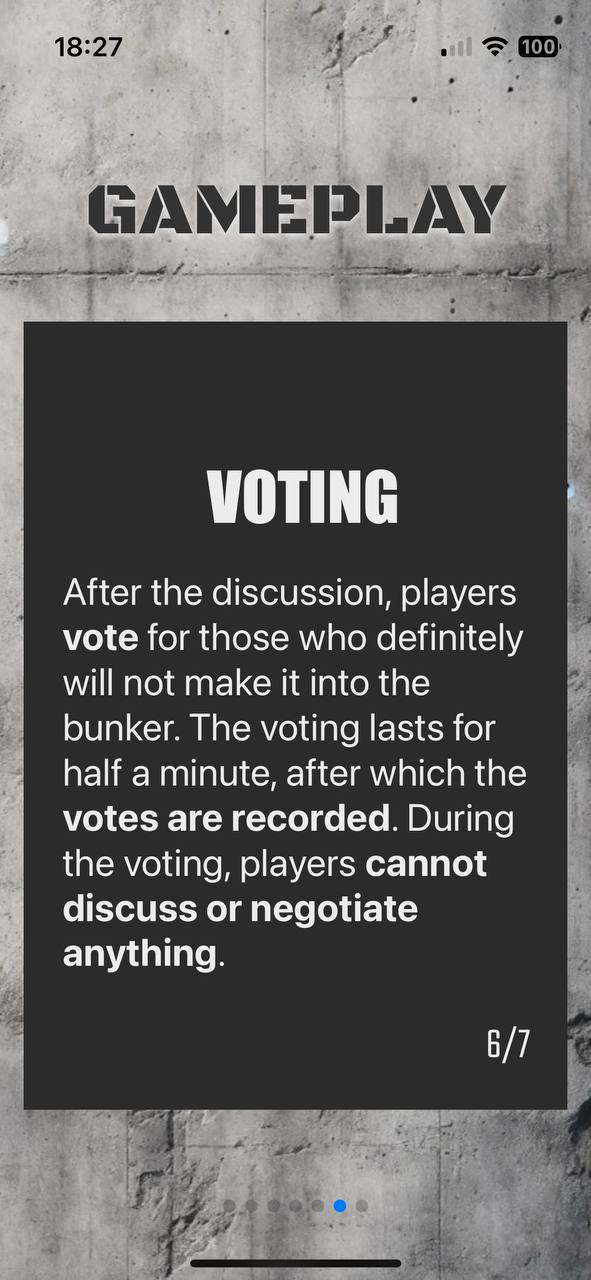 18:27
100
GAMEPLAY
VOTING
After the discussion, players
vote for those who definitely
will not make it into the
bunker. The voting lasts for
half a minute, after which the
votes are recorded. During
the voting, players cannot
discuss or negotiate
anything.
6/7